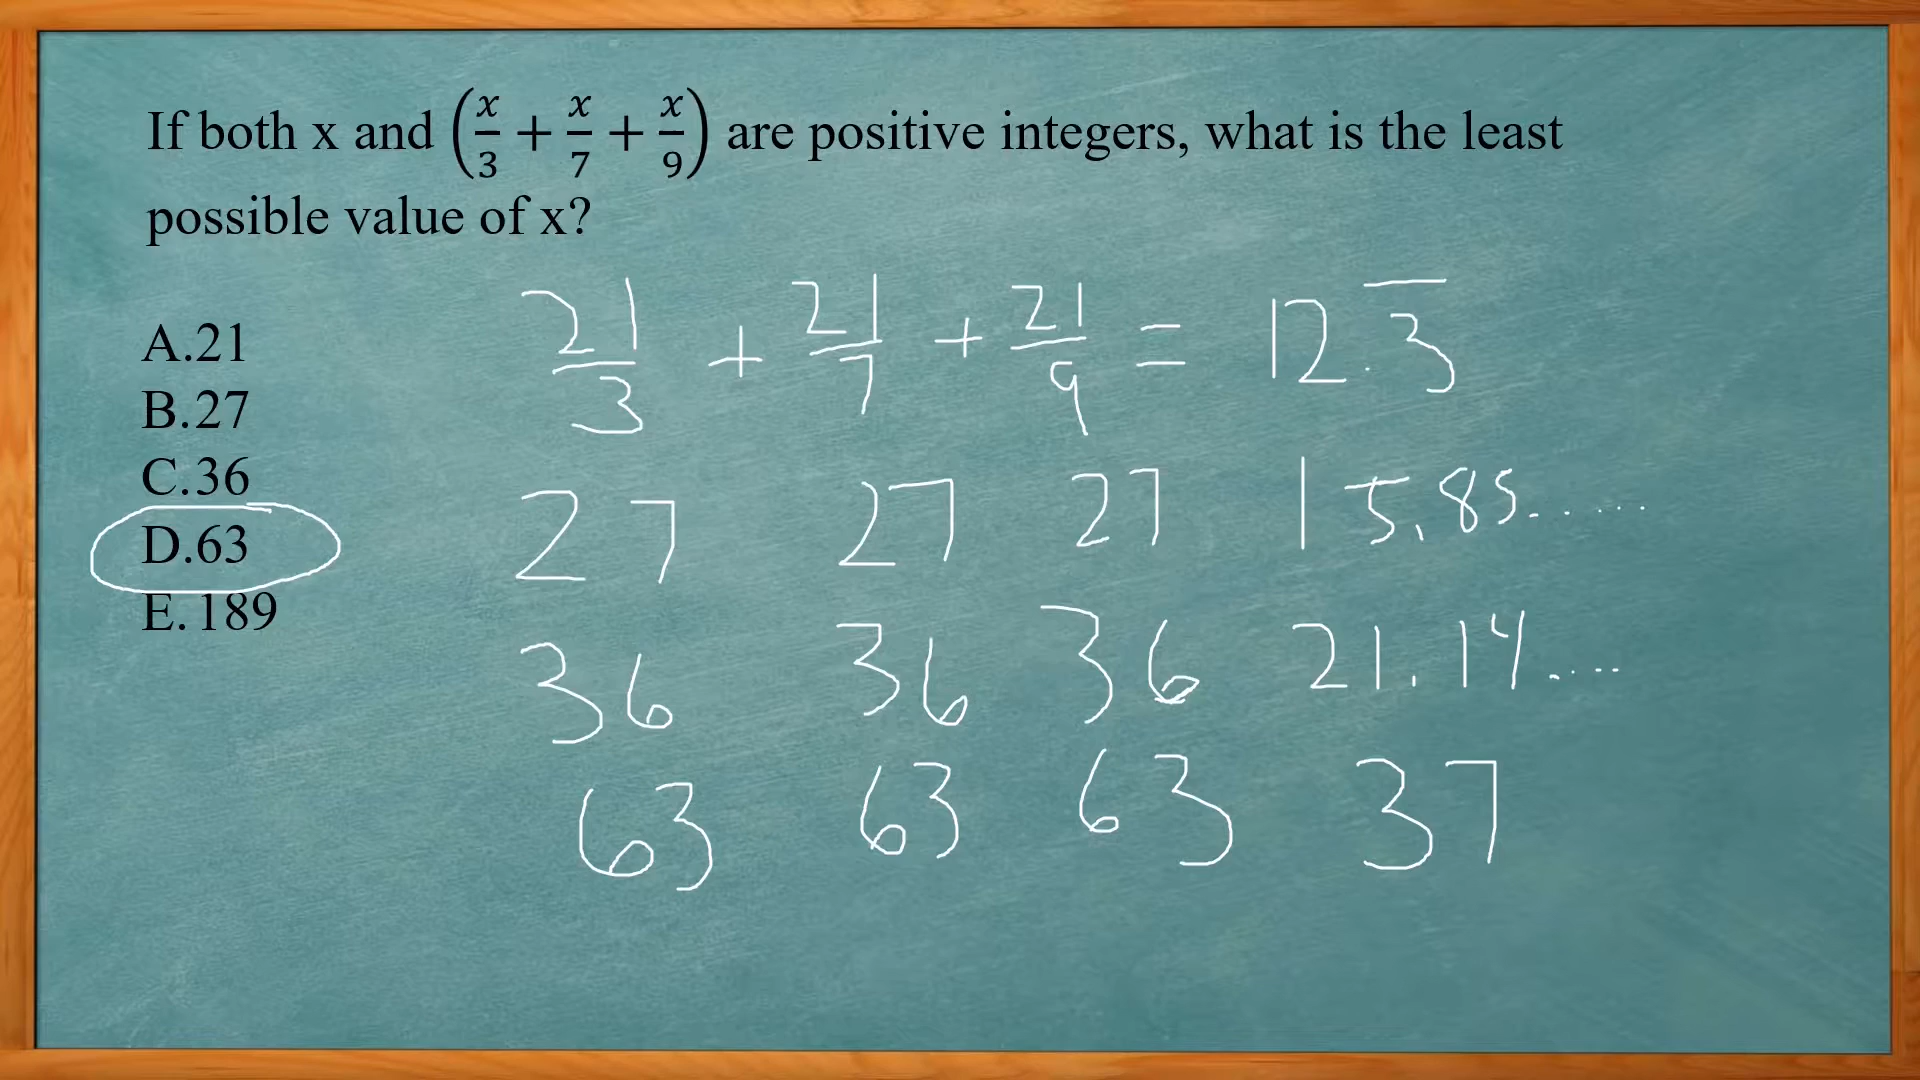 If both x and (x/3 + x/7 + x/9) are positive integers, what is the least
possible value of x?
A.21
B.27
C.36
D.63
E.189
21/3 + 21/7 + 21/9 = 12.3̅
27 27 27 15.85......
36 36 36 21.14.....
63 63 63 37